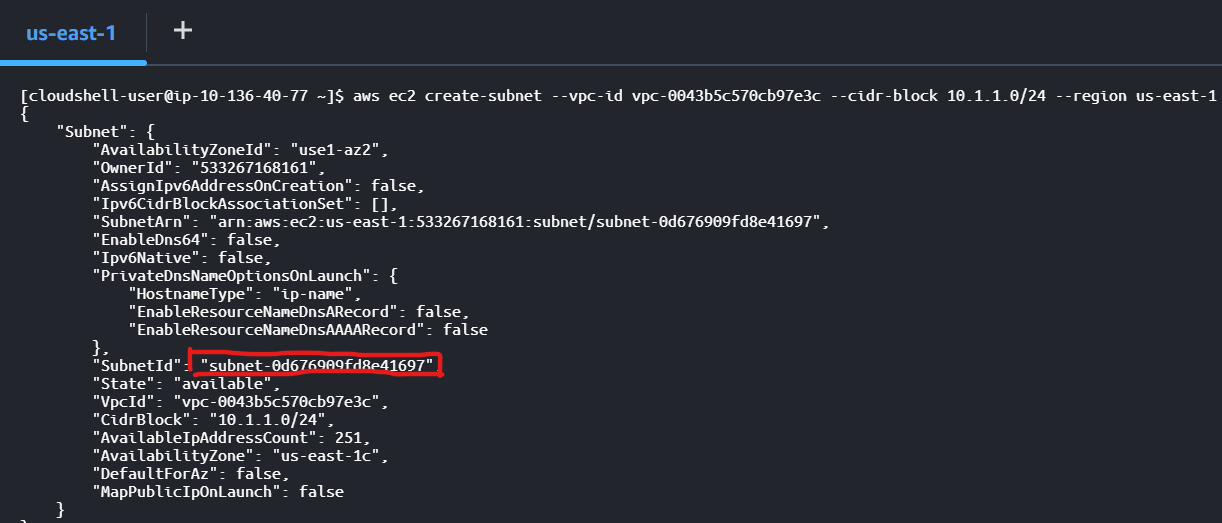 us-east-1 +
[cloudshell-user@ip-10-136-40-77 ~]$ aws ec2 create-subnet --vpc-id vpc-0043b5c570cb97e3c --cidr-block 10.1.1.0/24 --region us-east-1
{
    "Subnet": {
        "AvailabilityZoneId": "use1-az2",
        "OwnerId": "533267168161",
        "AssignIpv6AddressOnCreation": false,
        "Ipv6CidrBlockAssociationSet": [],
        "SubnetArn": "arn:aws:ec2:us-east-1:533267168161:subnet/subnet-0d676909fd8e41697",
        "EnableDns64": false,
        "Ipv6Native": false,
        "PrivateDnsNameOptionsOnLaunch": {
            "HostnameType": "ip-name",
            "EnableResourceNameDnsARecord": false,
            "EnableResourceNameDnsAAAARecord": false
        },
        "SubnetId": "subnet-0d676909fd8e41697",
        "State": "available",
        "VpcId": "vpc-0043b5c570cb97e3c",
        "CidrBlock": "10.1.1.0/24",
        "AvailableIpAddressCount": 251,
        "AvailabilityZone": "us-east-1c",
        "DefaultForAz": false,
        "MapPublicIpOnLaunch": false
    }
}